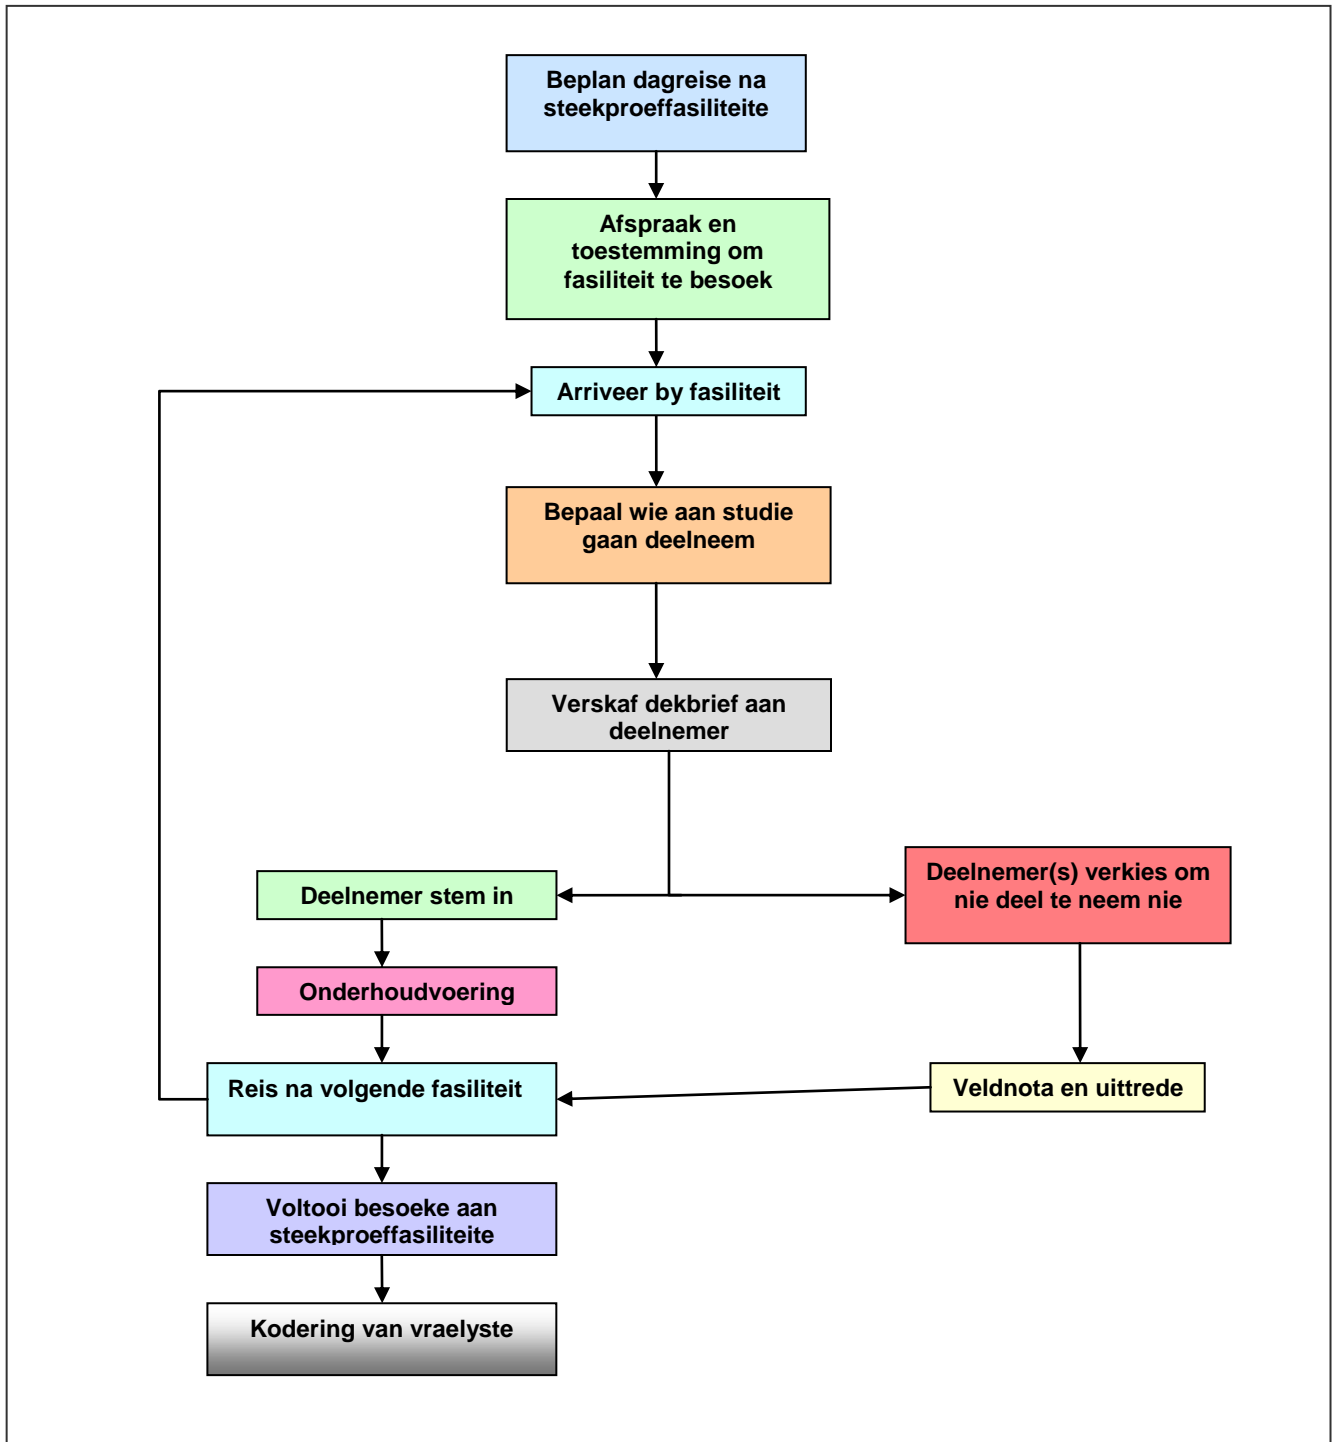 Beplan dagreise na
steekproeffasiliteite
Afspraak en
toestemming om
fasiliteit te besoek
Arriveer by fasiliteit
Bepaal wie aan studie
gaan deelneem
Verskaf dekbrief aan
deelnemer
Deelnemer stem in
Deelnemer(s) verkies om
nie deel te neem nie
Onderhoudvoering
Reis na volgende fasiliteit
Veldnota en uittrede
Voltooi besoeke aan
steekproeffasiliteite
Kodering van vraelyste